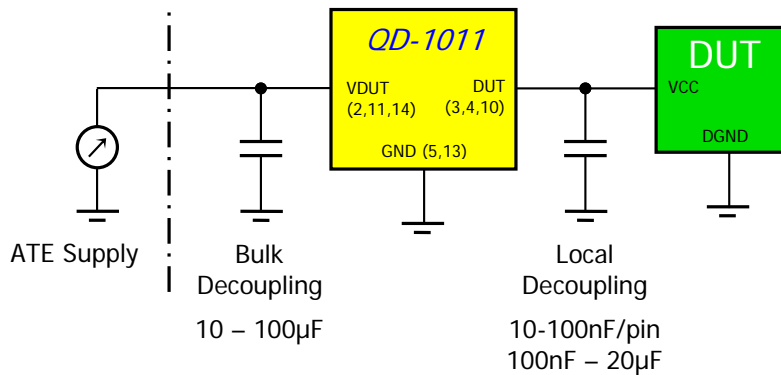 QD-1011
DUT
VDUT
(2,11,14)
DUT
(3,4,10)
VCC
GND (5,13)
DGND
ATE Supply
Bulk
Decoupling
10 – 100µF
Local
Decoupling
10-100nF/pin
100nF – 20µF